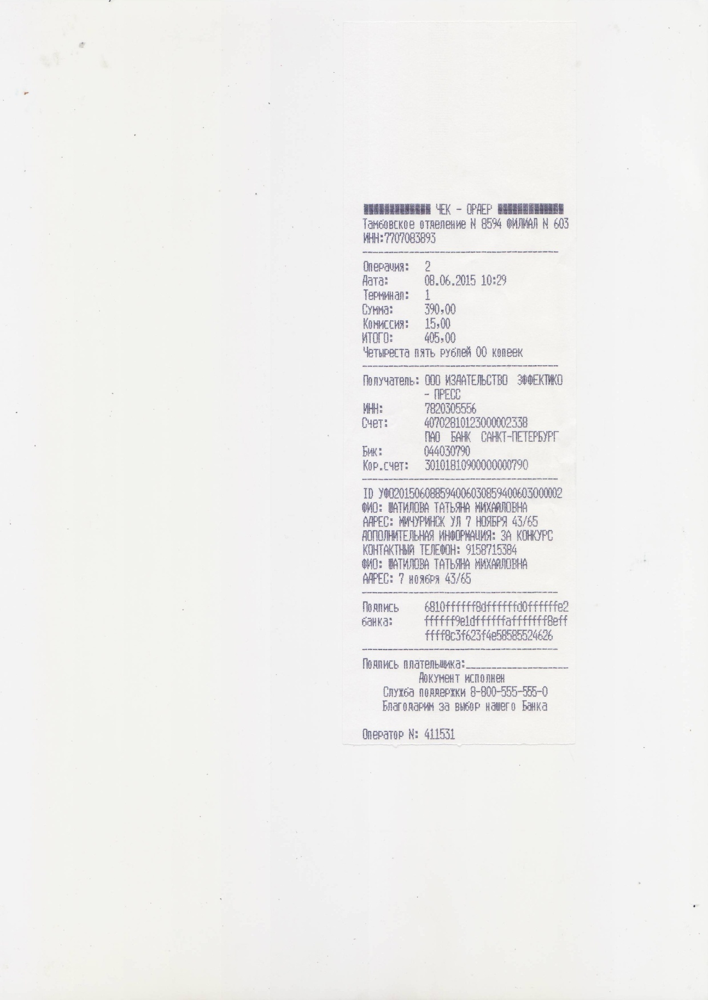 ЧЕК - ОРДЕР
Тамбовское отделение N 8594 ФИЛИАЛ N 603
ИНН:7707083893
Операция: 2
Дата: 08.06.2015 10:29
Терминал: 1
Сумма: 390,00
Комиссия: 15,00
ИТОГО: 405,00
Четыреста пять рублей 00 копеек
Получатель: ООО ИЗДАТЕЛЬСТВО ЭФФЕКТИКО
- ПРЕСС
ИНН: 7820305556
Счет: 40702810123000002338
ПАО БАНК САНКТ-ПЕТЕРБУРГ
Бик: 044030790
Кор.счет: 30101810900000000790
ID УФ0201506088594006030859400603000002
ФИО: ШАТИЛОВА ТАТЬЯНА МИХАЙЛОВНА
АДРЕС: МИЧУРИНСК УЛ 7 НОЯБРЯ 43/65
ДОПОЛНИТЕЛЬНАЯ ИНФОРМАЦИЯ: ЗА КОНКУРС
КОНТАКТНЫЙ ТЕЛЕФОН: 9158715384
ФИО: ШАТИЛОВА ТАТЬЯНА МИХАЙЛОВНА
АДРЕС: 7 ноября 43/65
Подпись 6810ffffff8dffffffd0ffffffe2
банка: ffffff9e1dffffffafffffff8eff
ffff8c3f623f4e58585524626
Подпись плательщика:____________________
Документ исполнен
Служба поддержки 8-800-555-555-0
Благодарим за выбор нашего Банка
Оператор N: 411531